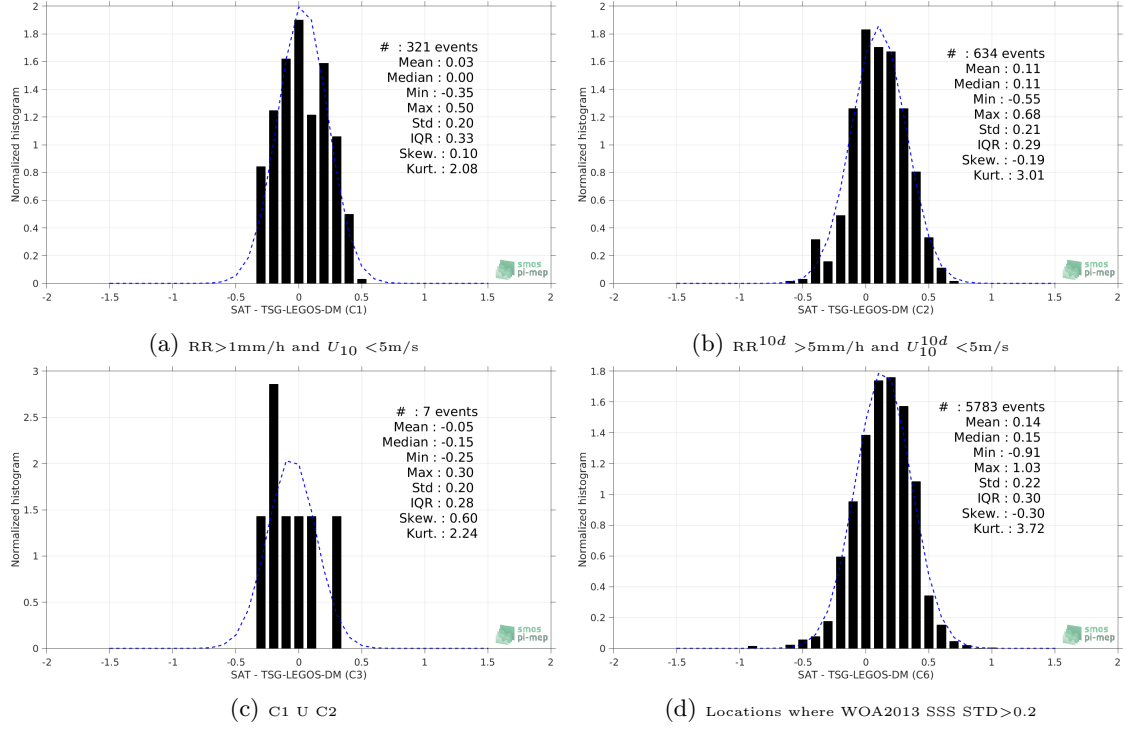 2
1.8
1.6
1.4
1.2
1
0.8
0.6
0.4
0.2
0
Normalized histogram
# : 321 events
Mean : 0.03
Median : 0.00
Min : -0.35
Max : 0.50
Std : 0.20
IQR : 0.33
Skew. : 0.10
Kurt. : 2.08
smos
pi-mep
-2 -1.5 -1 -0.5 0 0.5 1 1.5 2
SAT - TSG-LEGOS-DM (C1)
(a) RR>1mm/h and U10 <5m/s
2
1.8
1.6
1.4
1.2
1
0.8
0.6
0.4
0.2
0
Normalized histogram
# : 634 events
Mean : 0.11
Median : 0.11
Min : -0.55
Max : 0.68
Std : 0.21
IQR : 0.29
Skew. : -0.19
Kurt. : 3.01
smos
pi-mep
-2 -1.5 -1 -0.5 0 0.5 1 1.5 2
SAT - TSG-LEGOS-DM (C2)
(b) RR10d >5mm/h and U10d10 <5m/s
3
2.5
2
1.5
1
0.5
0
Normalized histogram
# : 7 events
Mean : -0.05
Median : -0.15
Min : -0.25
Max : 0.30
Std : 0.20
IQR : 0.28
Skew. : 0.60
Kurt. : 2.24
smos
pi-mep
-2 -1.5 -1 -0.5 0 0.5 1 1.5 2
SAT - TSG-LEGOS-DM (C3)
(c) C1 U C2
1.8
1.6
1.4
1.2
1
0.8
0.6
0.4
0.2
0
Normalized histogram
# : 5783 events
Mean : 0.14
Median : 0.15
Min : -0.91
Max : 1.03
Std : 0.22
IQR : 0.30
Skew. : -0.30
Kurt. : 3.72
smos
pi-mep
-2 -1.5 -1 -0.5 0 0.5 1 1.5 2
SAT - TSG-LEGOS-DM (C6)
(d) Locations where WOA2013 SSS STD>0.2